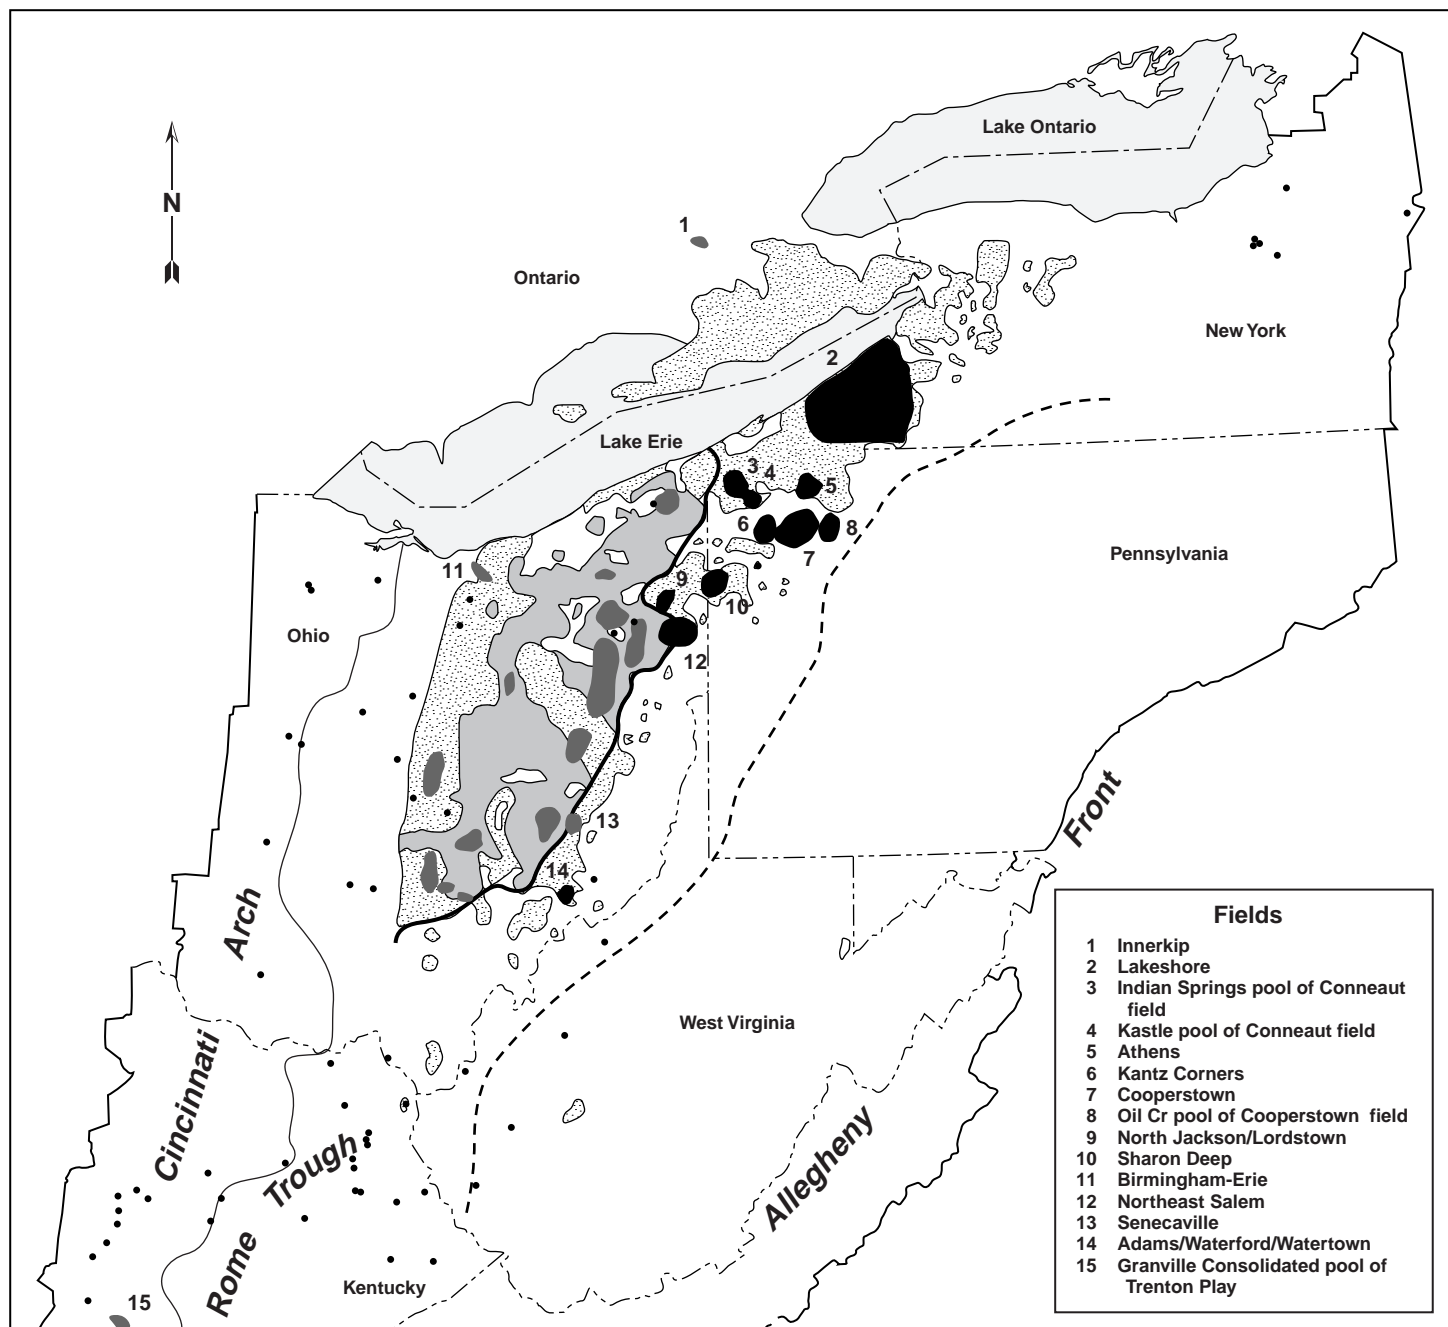 Lake Ontario
N
1
Ontario
New York
2
Lake Erie
3
4
5
6
8
7
Pennsylvania
11
9
10
Ohio
12
13
14
Front
Arch
West Virginia
Cincinnati
Trough
Allegheny
Rome
Kentucky
15
Fields
1 Innerkip
2 Lakeshore
3 Indian Springs pool of Conneaut
field
4 Kastle pool of Conneaut field
5 Athens
6 Kantz Corners
7 Cooperstown
8 Oil Cr pool of Cooperstown field
9 North Jackson/Lordstown
10 Sharon Deep
11 Birmingham-Erie
12 Northeast Salem
13 Senecaville
14 Adams/Waterford/Watertown
15 Granville Consolidated pool of
Trenton Play